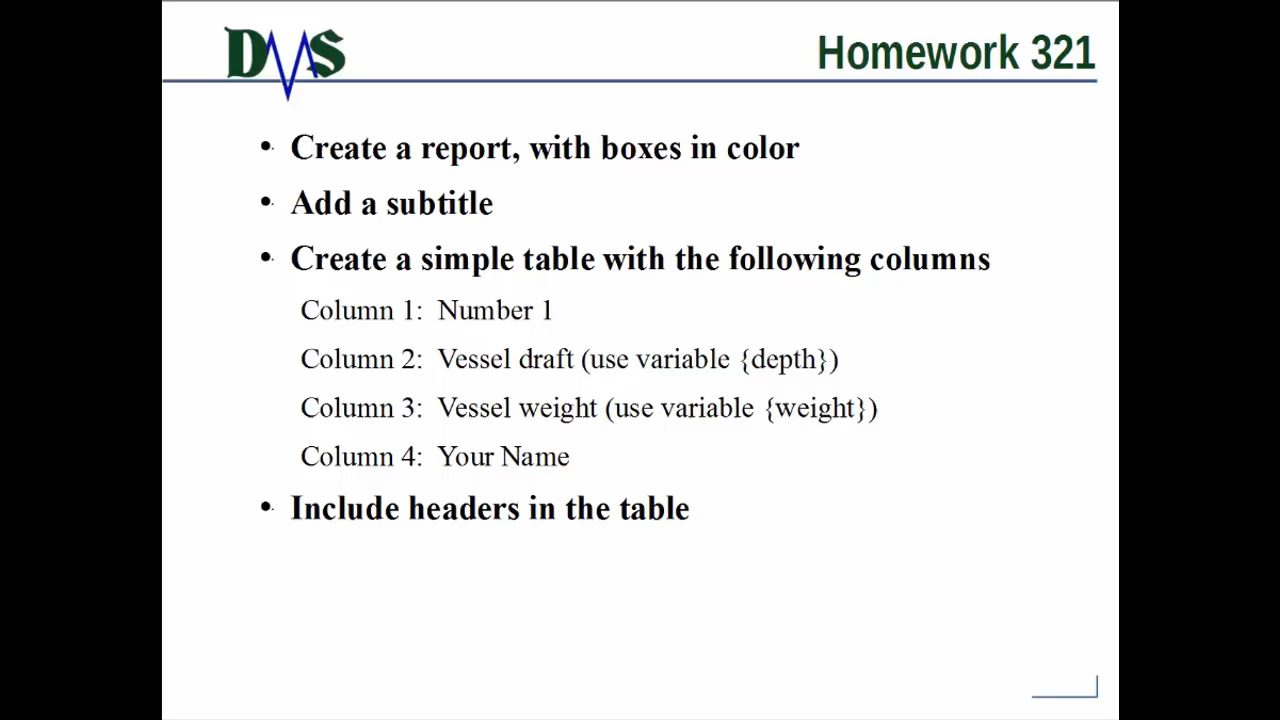 DMS
Homework 321
• Create a report, with boxes in color
• Add a subtitle
• Create a simple table with the following columns
Column 1: Number 1
Column 2: Vessel draft (use variable {depth})
Column 3: Vessel weight (use variable {weight})
Column 4: Your Name
• Include headers in the table